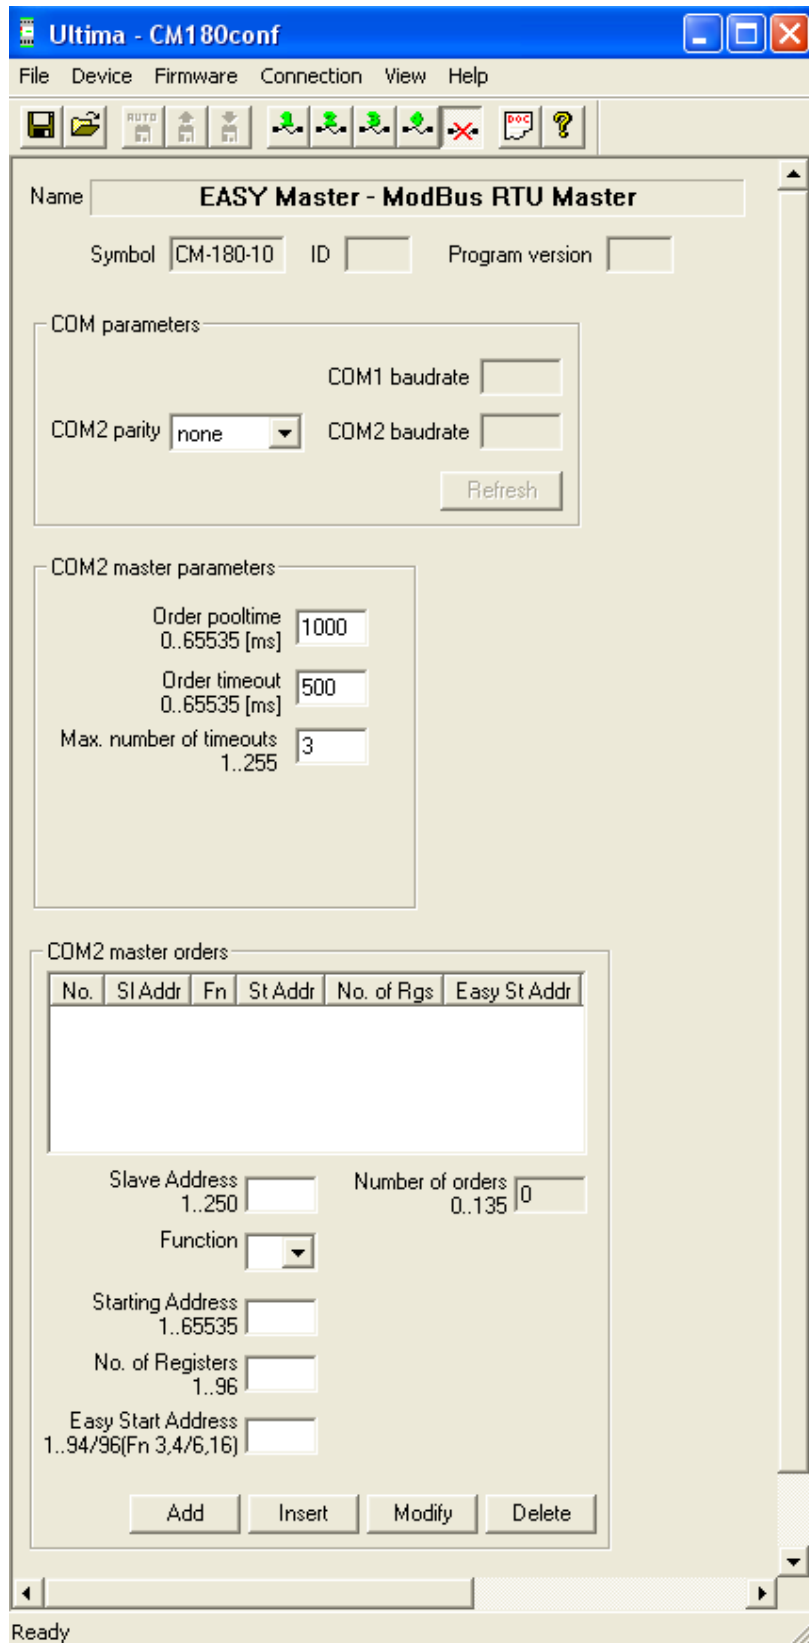 Ultima - CM180conf
File Device Firmware Connection View Help
AUTO 1 2 3 4 DOC ?
Name EASY Master - ModBus RTU Master
Symbol CM-180-10 ID Program version
COM parameters
COM1 baudrate
COM2 parity none COM2 baudrate
Refresh
COM2 master parameters
Order pooltime 1000
0..65535 [ms]
Order timeout 500
0..65535 [ms]
Max. number of timeouts 3
1..255
COM2 master orders
No. Sl Addr Fn St Addr No. of Rgs Easy St Addr
Slave Address Number of orders
1..250 0..135 0
Function
Starting Address
1..65535
No. of Registers
1..96
Easy Start Address
1..94/96(Fn 3,4/6,16)
Add Insert Modify Delete
Ready